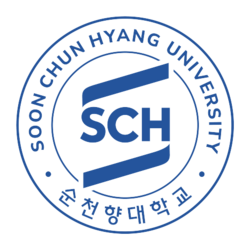 SOON CHUN HYANG UNIVERSITY
SCH
순천향대학교